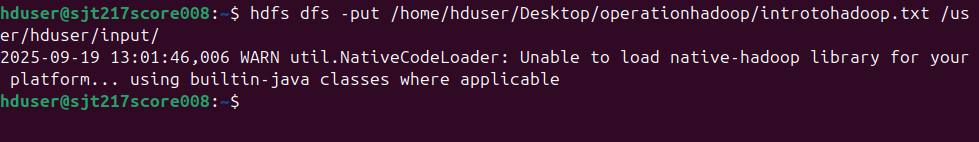 hduser@sjt217score008:~$ hdfs dfs -put /home/hduser/Desktop/operationhadoop/introtohadoop.txt /us
er/hduser/input/
2025-09-19 13:01:46,006 WARN util.NativeCodeLoader: Unable to load native-hadoop library for your
 platform... using builtin-java classes where applicable
hduser@sjt217score008:~$